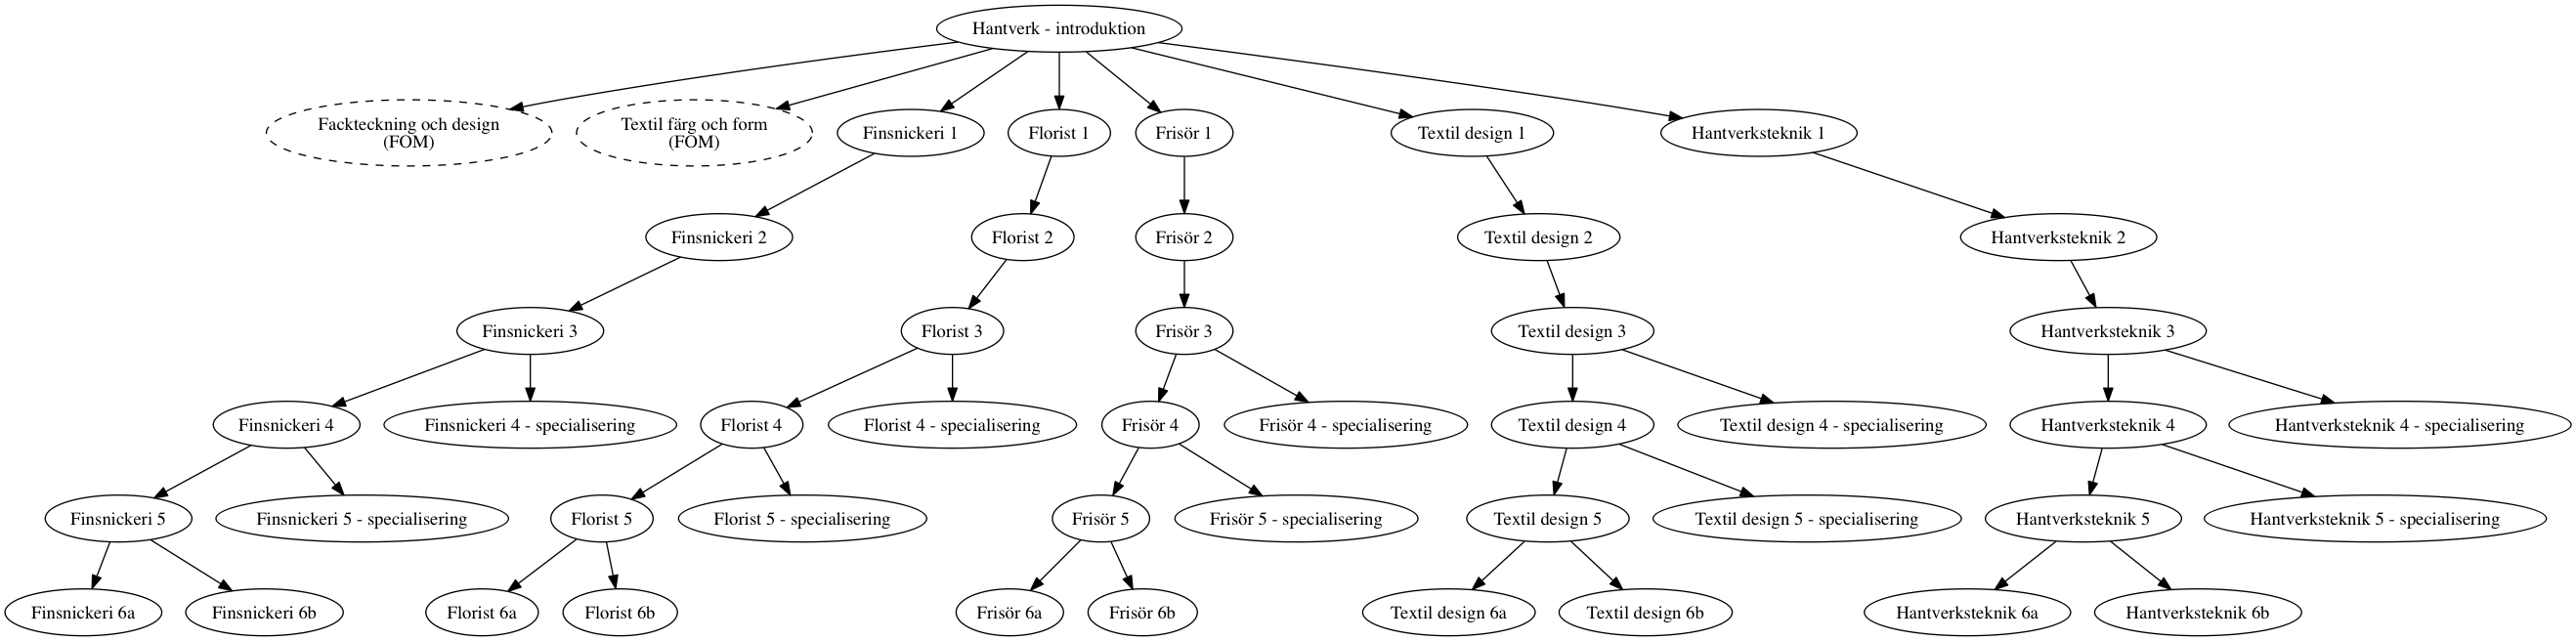 Hantverk - introduktion
Fackteckning och design
(FOM)
Textil färg och form
(FOM)
Finsnickeri 1
Florist 1
Frisör 1
Textil design 1
Hantverksteknik 1
Finsnickeri 2
Florist 2
Frisör 2
Textil design 2
Hantverksteknik 2
Finsnickeri 3
Florist 3
Frisör 3
Textil design 3
Hantverksteknik 3
Finsnickeri 4
Finsnickeri 4 - specialisering
Florist 4
Florist 4 - specialisering
Frisör 4
Frisör 4 - specialisering
Textil design 4
Textil design 4 - specialisering
Hantverksteknik 4
Hantverksteknik 4 - specialisering
Finsnickeri 5
Finsnickeri 5 - specialisering
Florist 5
Florist 5 - specialisering
Frisör 5
Frisör 5 - specialisering
Textil design 5
Textil design 5 - specialisering
Hantverksteknik 5
Hantverksteknik 5 - specialisering
Finsnickeri 6a
Finsnickeri 6b
Florist 6a
Florist 6b
Frisör 6a
Frisör 6b
Textil design 6a
Textil design 6b
Hantverksteknik 6a
Hantverksteknik 6b